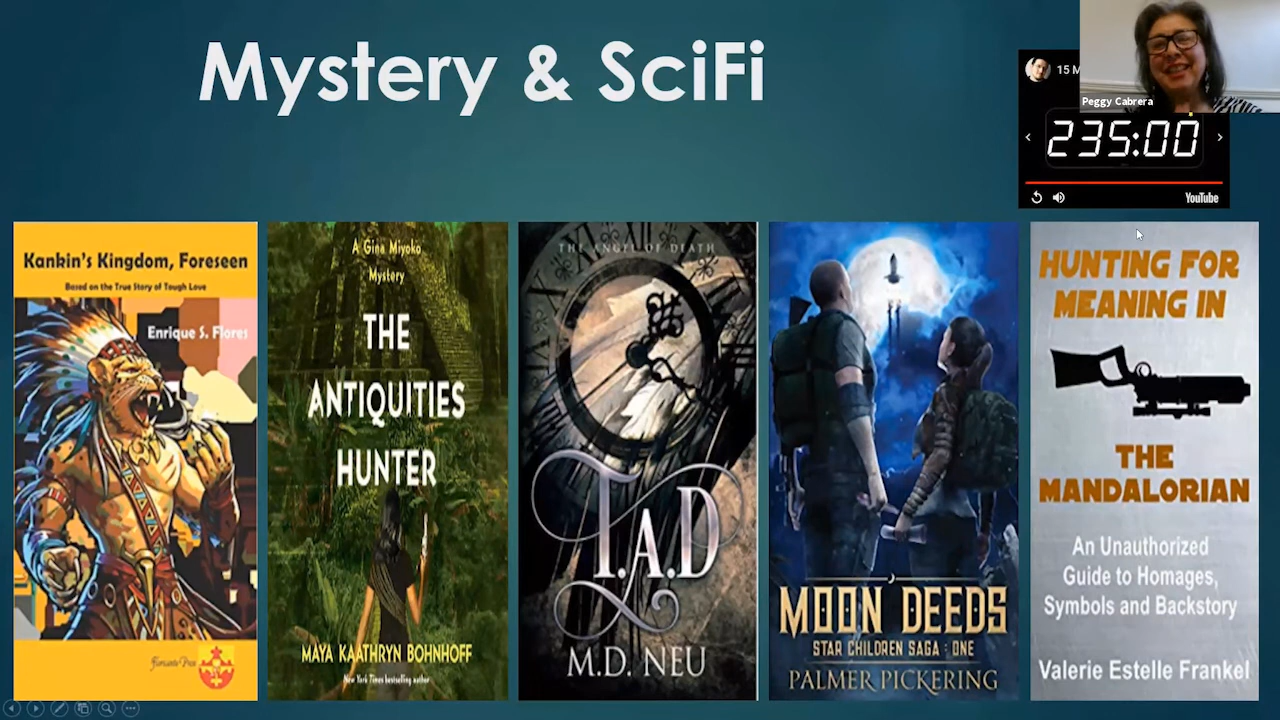 Mystery & SciFi
15 M
Peggy Cabrera
235:00
YouTube
Kankin's Kingdom, Foreseen
Based on the True Story of Tough Love
Enrique S. Flores
Floricanto Press
A Gina Miyoko
Mystery
THE
ANTIQUITIES
HUNTER
MAYA KAATHRYN BOHNHOFF
New York Times bestselling author
THE ANGEL OF DEATH
T.A.D
M.D. NEU
MOON DEEDS
STAR CHILDREN SAGA : ONE
PALMER PICKERING
HUNTING FOR
MEANING IN
THE
MANDALORIAN
An Unauthorized
Guide to Homages,
Symbols and Backstory
Valerie Estelle Frankel